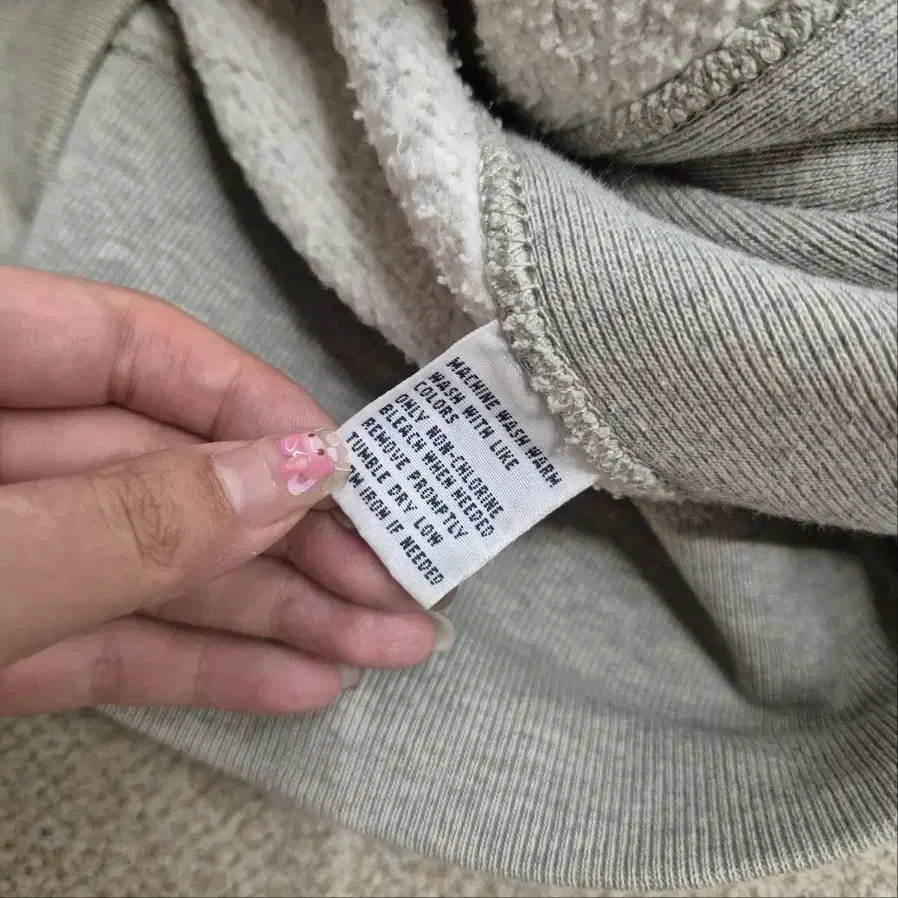 MACHINE WASH WARM
WASH WITH LIKE
COLORS
ONLY NON-CHLORINE
BLEACH WHEN NEEDED
REMOVE PROMPTLY
TUMBLE DRY LOW
IRON IF NEEDED